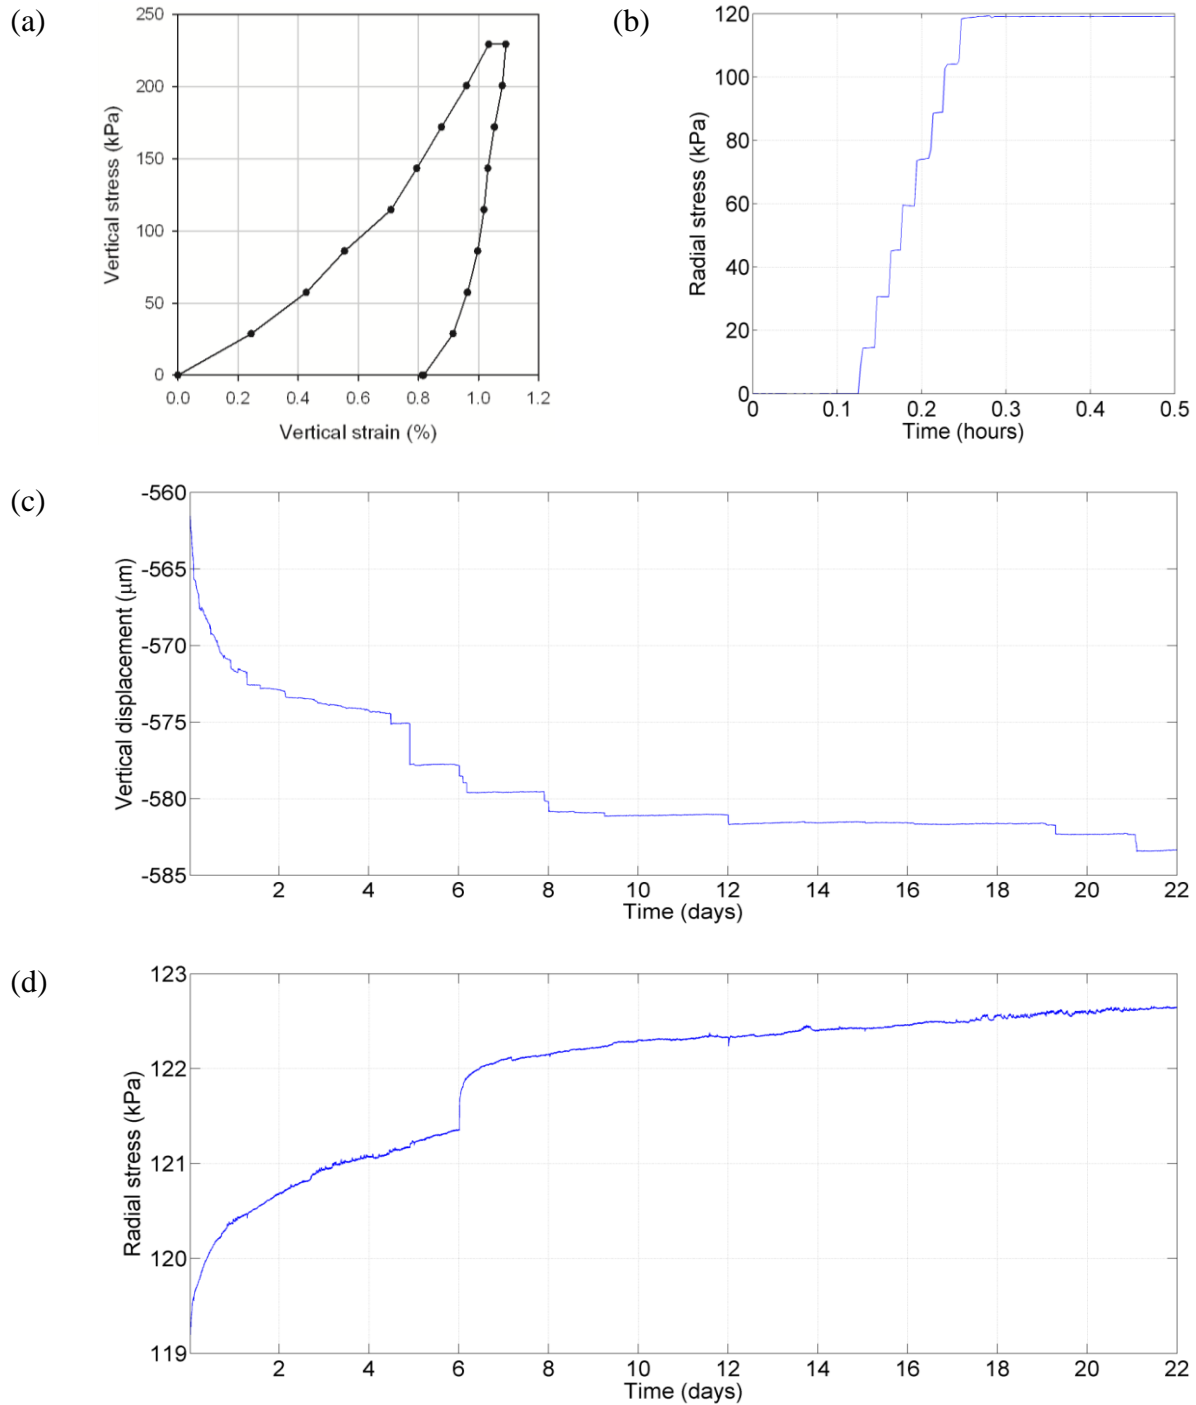 (a)
250
200
150
100
50
0
Vertical stress (kPa)
0.0 0.2 0.4 0.6 0.8 1.0 1.2
Vertical strain (%)
(b)
120
100
80
60
40
20
0
Radial stress (kPa)
0 0.1 0.2 0.3 0.4 0.5
Time (hours)
(c)
-560
-565
-570
-575
-580
-585
Vertical displacement (μm)
2 4 6 8 10 12 14 16 18 20 22
Time (days)
(d)
123
122
121
120
119
Radial stress (kPa)
2 4 6 8 10 12 14 16 18 20 22
Time (days)